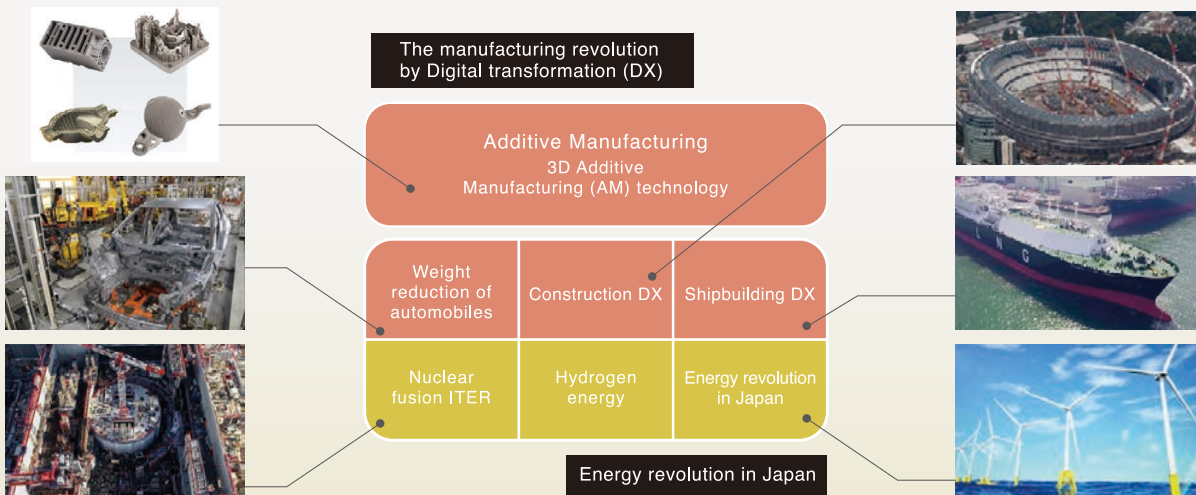 The manufacturing revolution
by Digital transformation (DX)
Additive Manufacturing
3D Additive
Manufacturing (AM) technology
Weight
reduction of
automobiles
Construction DX
Shipbuilding DX
L N G
Nuclear
fusion ITER
Hydrogen
energy
Energy revolution
in Japan
Energy revolution in Japan